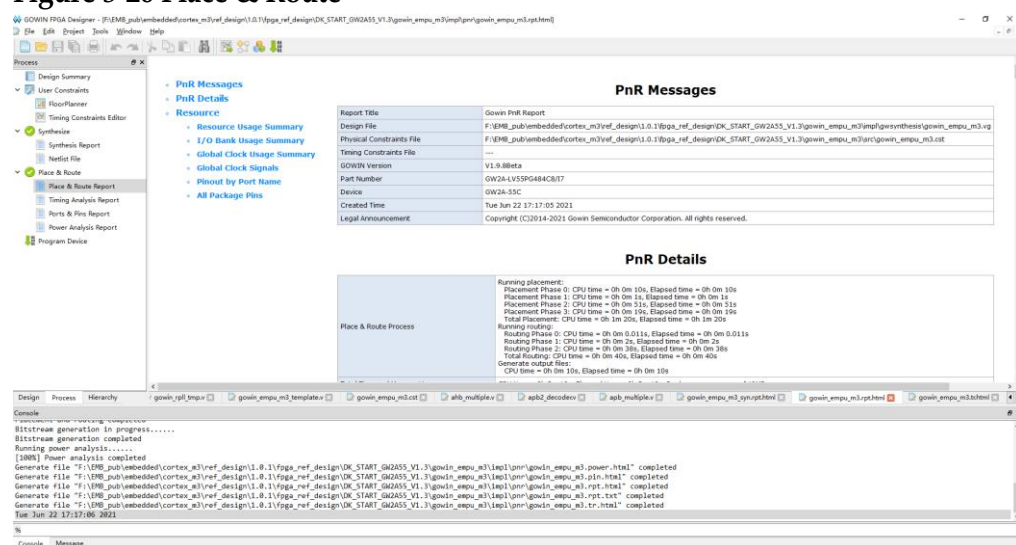 Figure 5-20 Place & Route
GOWIN FPGA Designer - [F:\EMB_pub\embedded\cortex_m3\ref_design\1.0.1\fpga_ref_design\DK_START_GW2A55_V1.3\gowin_empu_m3\impl\pnr\gowin_empu_m3.rpt.html]
File Edit Project Tools Window Help
Process
Design Summary
User Constraints
FloorPlanner
Timing Constraints Editor
Synthesize
Synthesis Report
Netlist File
Place & Route
Place & Route Report
Timing Analysis Report
Ports & Pins Report
Power Analysis Report
Program Device
PnR Messages
PnR Details
Resource
Resource Usage Summary
I/O Bank Usage Summary
Global Clock Usage Summary
Global Clock Signals
Pinout by Port Name
All Package Pins
PnR Messages
Report Title Gowin PnR Report
Design File F:\EMB_pub\embedded\cortex_m3\ref_design\1.0.1\fpga_ref_design\DK_START_GW2A55_V1.3\gowin_empu_m3\impl\gwsynthesis\gowin_empu_m3.vg
Physical Constraints File F:\EMB_pub\embedded\cortex_m3\ref_design\1.0.1\fpga_ref_design\DK_START_GW2A55_V1.3\gowin_empu_m3\src\gowin_empu_m3.cst
Timing Constraints File ---
GOWIN Version V1.9.8Beta
Part Number GW2A-LV55PG484C8/I7
Device GW2A-55C
Created Time Tue Jun 22 17:17:05 2021
Legal Announcement Copyright (C)2014-2021 Gowin Semiconductor Corporation. All rights reserved.
PnR Details
Place & Route Process
Running placement:
Placement Phase 0: CPU time = 0h 0m 10s, Elapsed time = 0h 0m 10s
Placement Phase 1: CPU time = 0h 0m 1s, Elapsed time = 0h 0m 1s
Placement Phase 2: CPU time = 0h 0m 51s, Elapsed time = 0h 0m 51s
Placement Phase 3: CPU time = 0h 0m 19s, Elapsed time = 0h 0m 19s
Total Placement: CPU time = 0h 1m 20s, Elapsed time = 0h 1m 20s
Running routing:
Routing Phase 0: CPU time = 0h 0m 0.011s, Elapsed time = 0h 0m 0.011s
Routing Phase 1: CPU time = 0h 0m 2s, Elapsed time = 0h 0m 2s
Routing Phase 2: CPU time = 0h 0m 38s, Elapsed time = 0h 0m 38s
Total Routing: CPU time = 0h 0m 40s, Elapsed time = 0h 0m 40s
Generate output files:
CPU time = 0h 0m 10s, Elapsed time = 0h 0m 10s
Design Process Hierarchy gowin_rpll_tmp.v gowin_empu_m3_template.v gowin_empu_m3.cst ahb_multiple.v apb2_decoder.v apb_multiple.v gowin_empu_m3_syn.rpt.html gowin_empu_m3.rpt.html gowin_empu_m3.tr.html
Console
Placement and routing completed
Bitstream generation in progress......
Bitstream generation completed
Running power analysis......
[100%] Power analysis completed
Generate file "F:\EMB_pub\embedded\cortex_m3\ref_design\1.0.1\fpga_ref_design\DK_START_GW2A55_V1.3\gowin_empu_m3\impl\pnr\gowin_empu_m3.power.html" completed
Generate file "F:\EMB_pub\embedded\cortex_m3\ref_design\1.0.1\fpga_ref_design\DK_START_GW2A55_V1.3\gowin_empu_m3\impl\pnr\gowin_empu_m3.pin.html" completed
Generate file "F:\EMB_pub\embedded\cortex_m3\ref_design\1.0.1\fpga_ref_design\DK_START_GW2A55_V1.3\gowin_empu_m3\impl\pnr\gowin_empu_m3.rpt.html" completed
Generate file "F:\EMB_pub\embedded\cortex_m3\ref_design\1.0.1\fpga_ref_design\DK_START_GW2A55_V1.3\gowin_empu_m3\impl\pnr\gowin_empu_m3.rpt.txt" completed
Generate file "F:\EMB_pub\embedded\cortex_m3\ref_design\1.0.1\fpga_ref_design\DK_START_GW2A55_V1.3\gowin_empu_m3\impl\pnr\gowin_empu_m3.tr.html" completed
Tue Jun 22 17:17:06 2021
%
Console Message